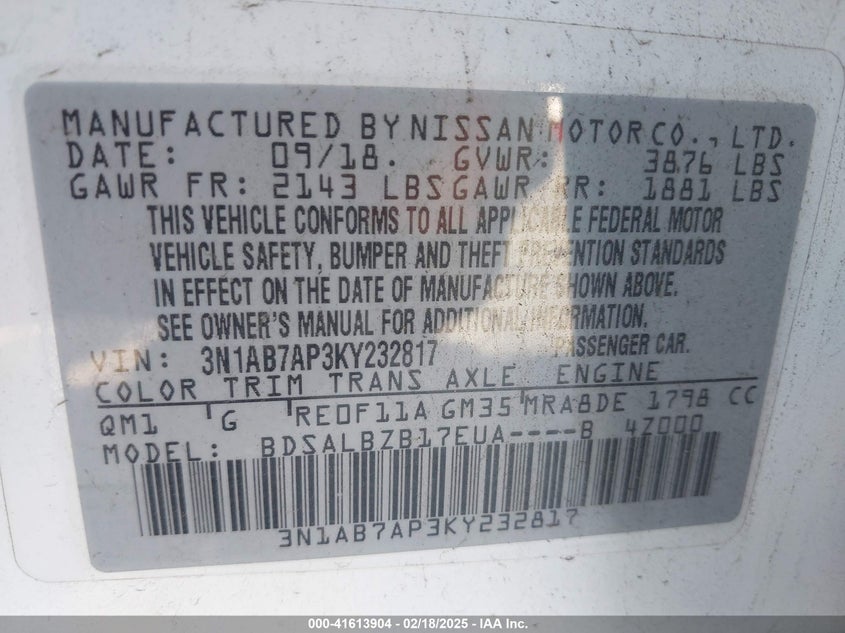 MANUFACTURED BY NISSAN MOTOR CO., LTD.
DATE: 09/18. GVWR: 3876 LBS
GAWR FR: 2143 LBS GAWR RR: 1881 LBS
THIS VEHICLE CONFORMS TO ALL APPLICABLE FEDERAL MOTOR
VEHICLE SAFETY, BUMPER AND THEFT PREVENTION STANDARDS
IN EFFECT ON THE DATE OF MANUFACTURE SHOWN ABOVE.
SEE OWNER'S MANUAL FOR ADDITIONAL INFORMATION.
VIN: 3N1AB7AP3KY232817 PASSENGER CAR.
COLOR TRIM TRANS AXLE ENGINE
QM1 G RE0F11A GM35 MRA8DE 1798 CC
MODEL: BDSALBZB17EUA----B 4Z000
3N1AB7AP3KY232817
000-41613904 - 02/18/2025 - IAA Inc.